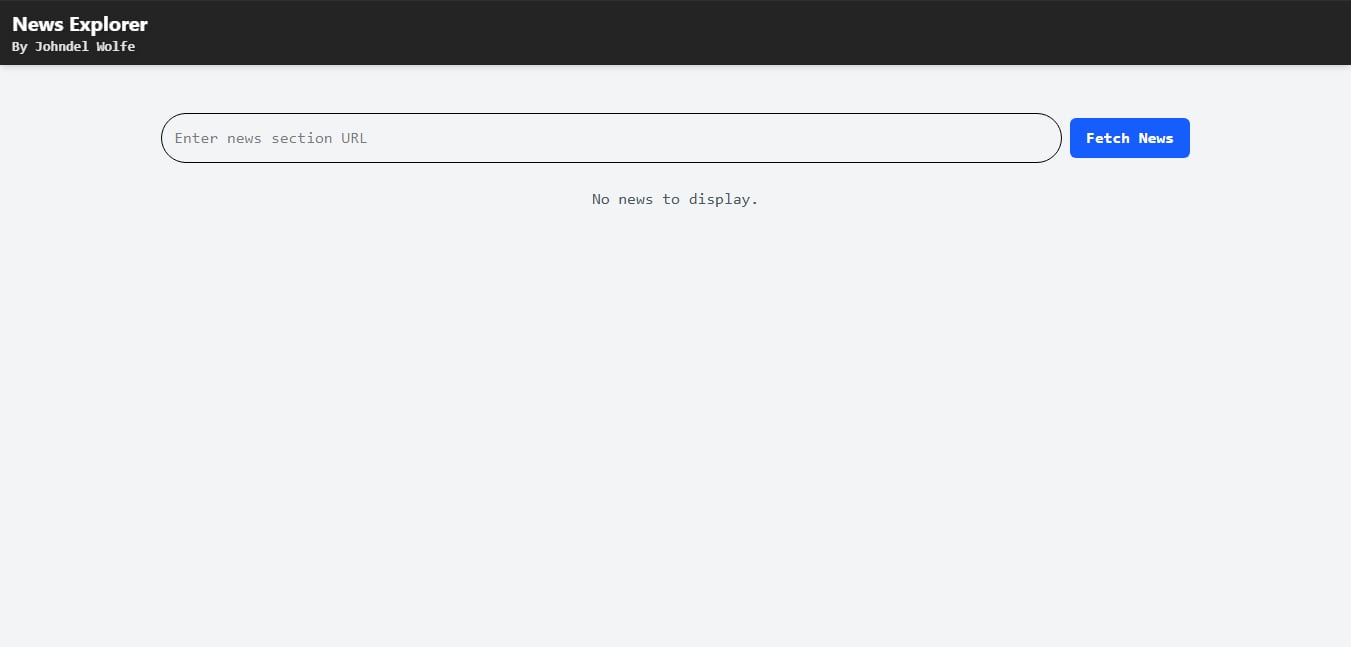 News Explorer
By Johndel Wolfe
Enter news section URL
Fetch News
No news to display.